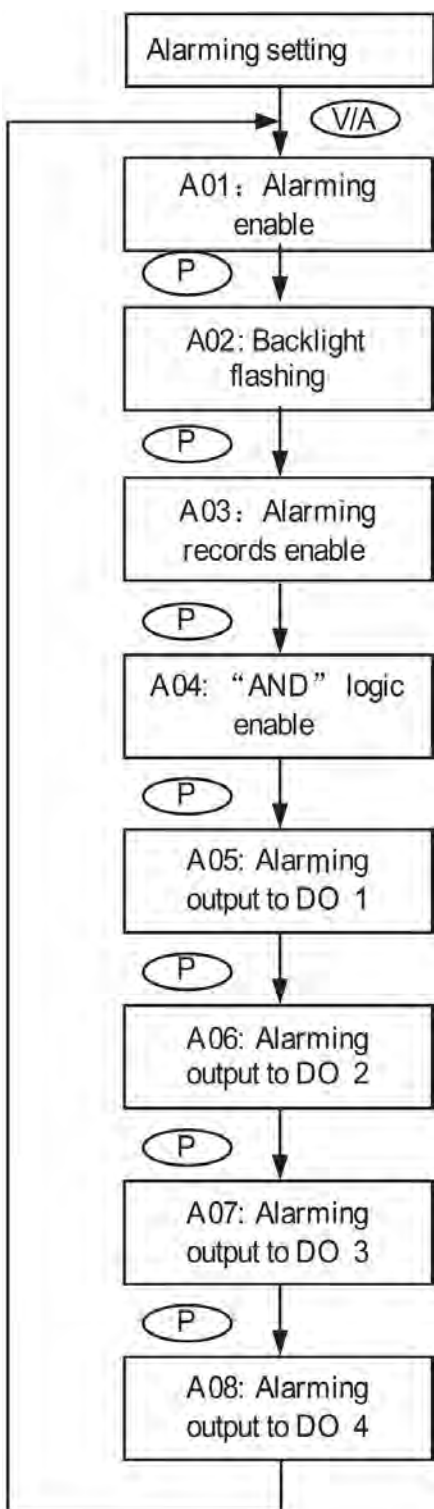 Alarming setting
V/A
A01：Alarming
enable
P
A02: Backlight
flashing
P
A03：Alarming
records enable
P
A04: “AND” logic
enable
P
A05: Alarming
output to DO 1
P
A06: Alarming
output to DO 2
P
A07: Alarming
output to DO 3
P
A08: Alarming
output to DO 4